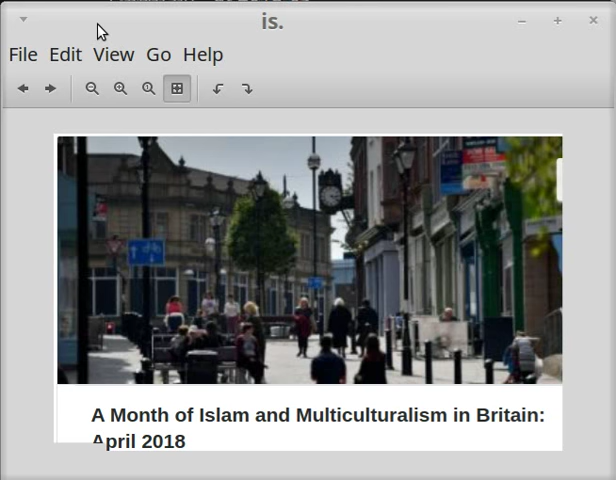 is.
File Edit View Go Help
A Month of Islam and Multiculturalism in Britain:
April 2018